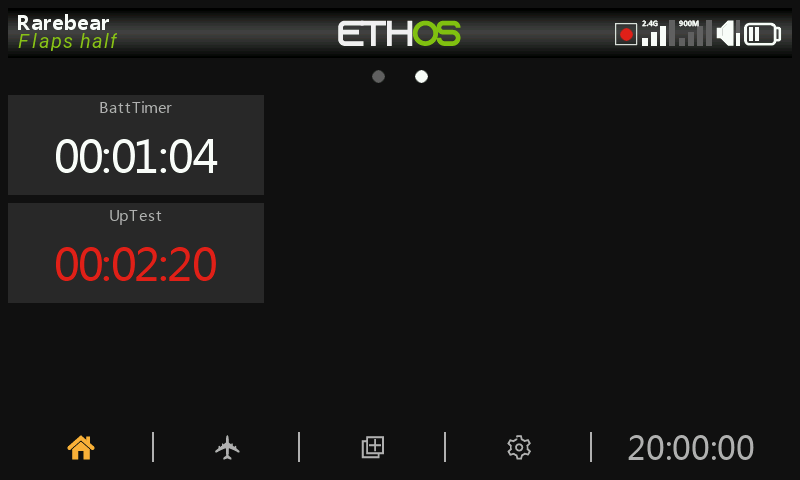 Rarebear
Flaps half
ETHOS
2.4G
900M
BattTimer
00:01:04
UpTest
00:02:20
20:00:00